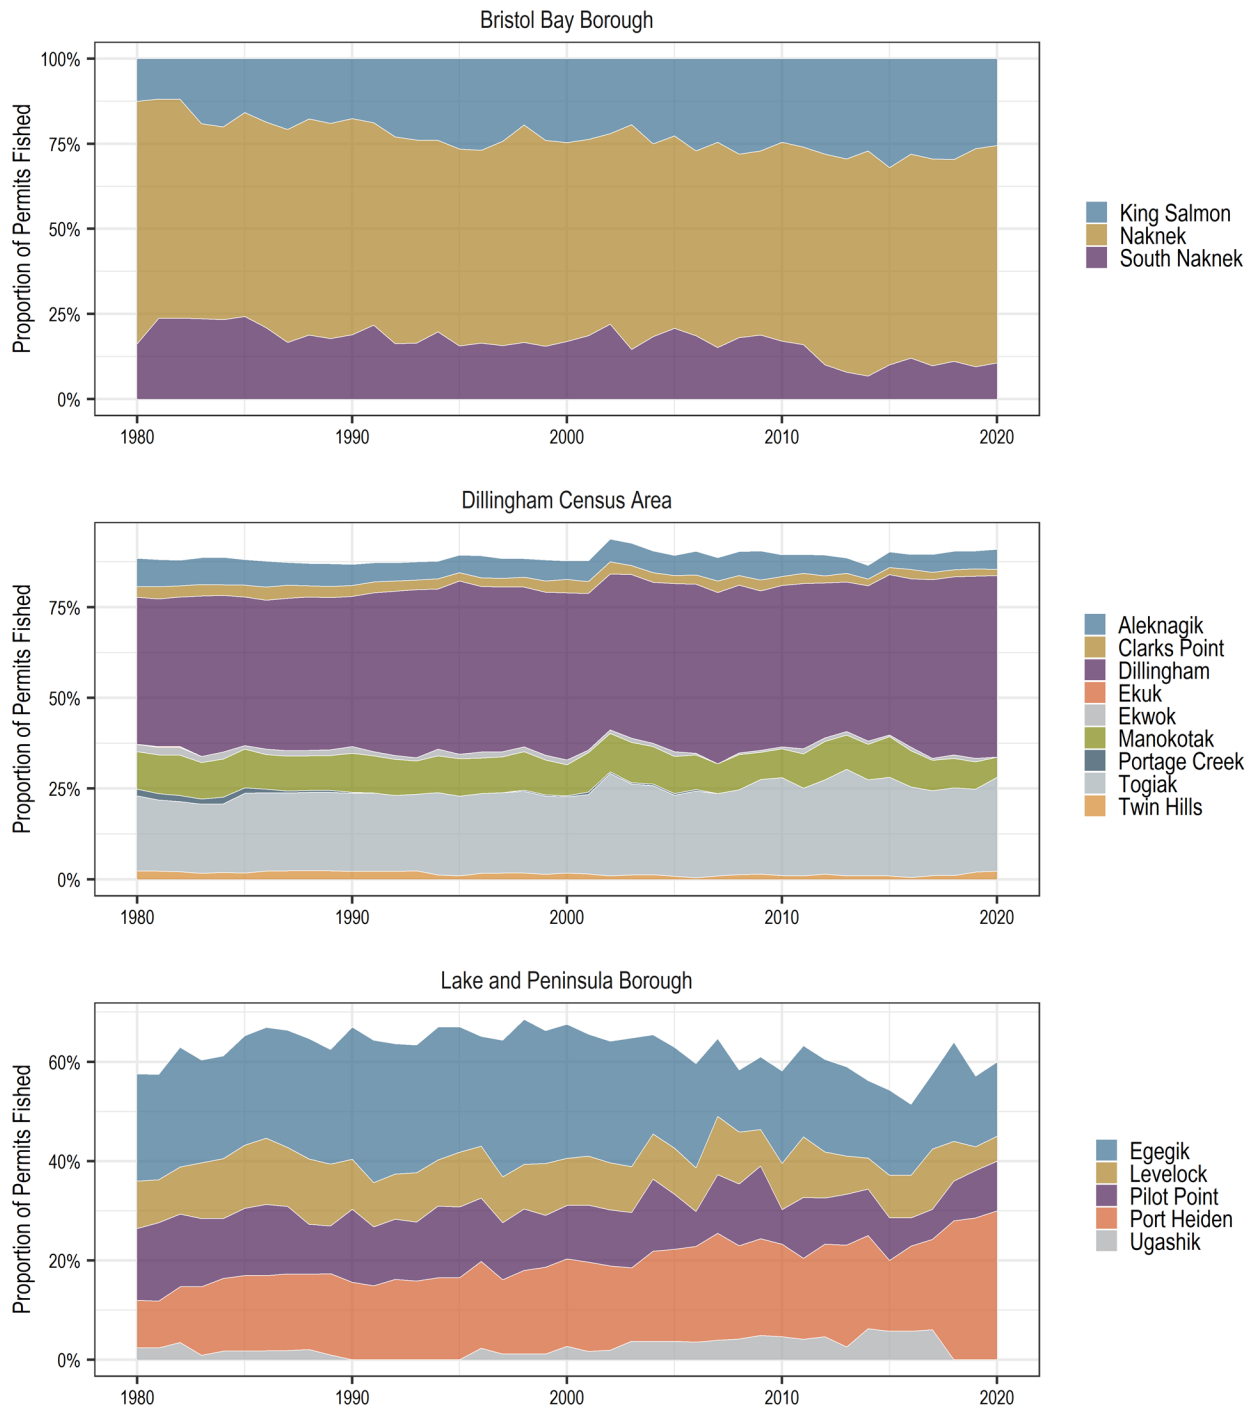 Bristol Bay Borough
Proportion of Permits Fished
100%
75%
50%
25%
0%
1980 1990 2000 2010 2020
King Salmon
Naknek
South Naknek
Dillingham Census Area
Proportion of Permits Fished
75%
50%
25%
0%
1980 1990 2000 2010 2020
Aleknagik
Clarks Point
Dillingham
Ekuk
Ekwok
Manokotak
Portage Creek
Togiak
Twin Hills
Lake and Peninsula Borough
Proportion of Permits Fished
60%
40%
20%
0%
1980 1990 2000 2010 2020
Egegik
Levelock
Pilot Point
Port Heiden
Ugashik